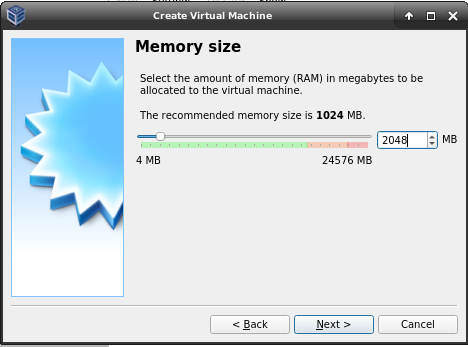 Create Virtual Machine
Memory size
Select the amount of memory (RAM) in megabytes to be
allocated to the virtual machine.
The recommended memory size is 1024 MB.
2048 MB
4 MB 24576 MB
< Back Next > Cancel